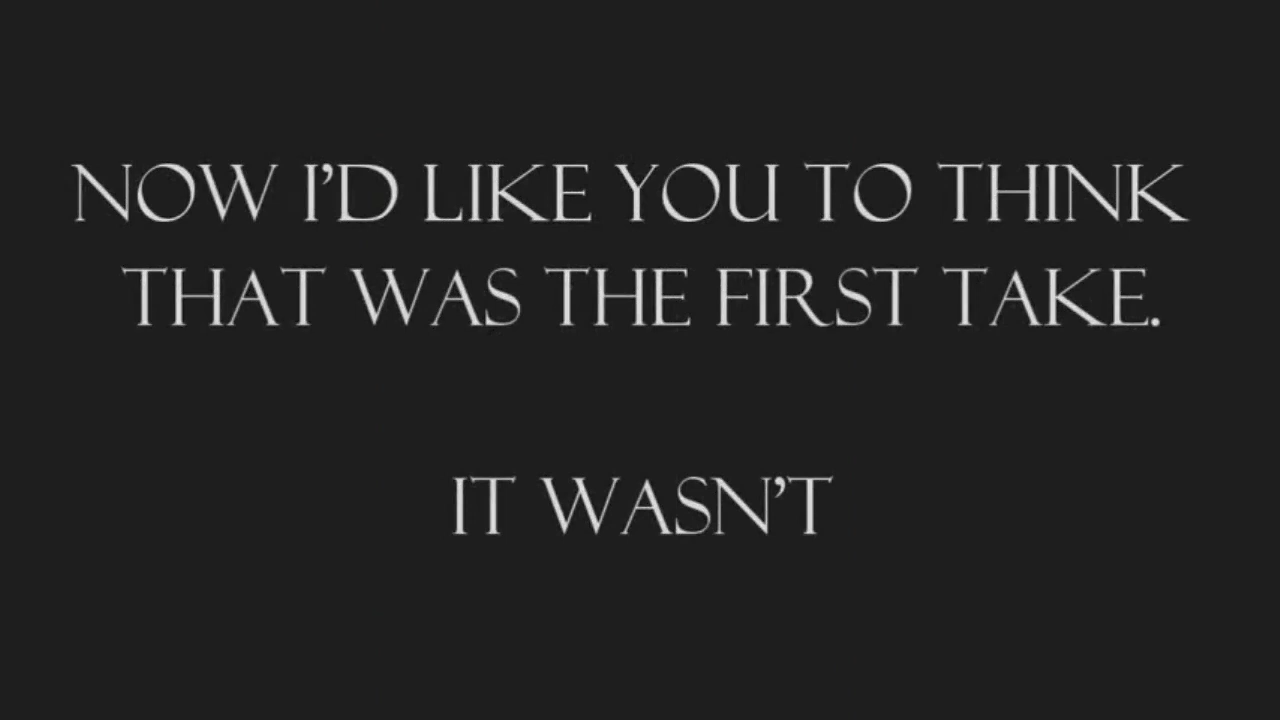 NOW I'D LIKE YOU TO THINK
THAT WAS THE FIRST TAKE.
IT WASN'T